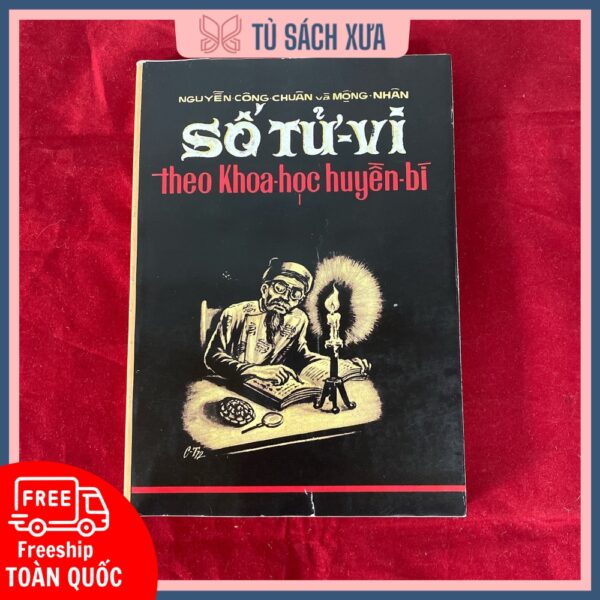 TỦ SÁCH XƯA
NGUYỄN-CÔNG-CHUÂN và MỘNG-NHÂN
SỐ TỬ-VI
theo Khoa-học huyền-bí
FREE
Freeship
TOÀN QUỐC